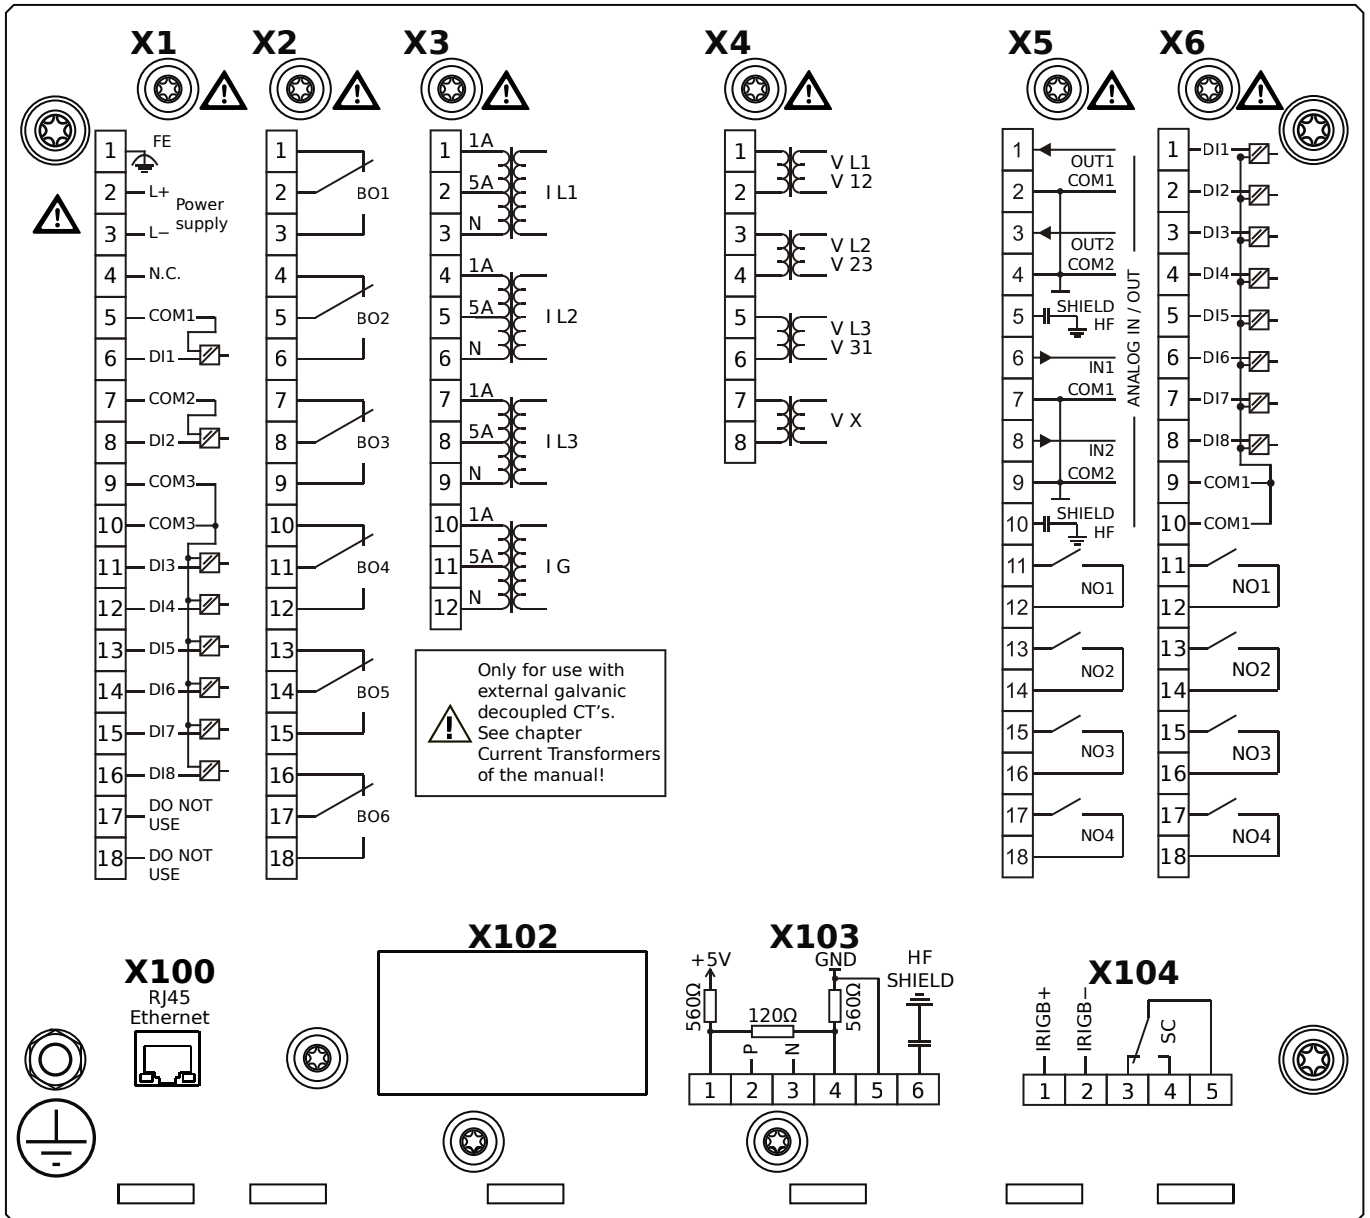 X1
X2
X3
X4
X5
X6
1 FE
2 L+
Power
supply
3 L−
4 N.C.
5 COM1
6 DI1
7 COM2
8 DI2
9 COM3
10 COM3
11 DI3
12 DI4
13 DI5
14 DI6
15 DI7
16 DI8
17 DO NOT
USE
18 DO NOT
USE
1
2 BO1
3
4
5 BO2
6
7
8 BO3
9
10
11 BO4
12
13
14 BO5
15
16
17 BO6
18
1 1A
2 5A I L1
3 N
4 1A
5 5A I L2
6 N
7 1A
8 5A I L3
9 N
10 1A
11 5A I G
12 N
Only for use with
external galvanic
decoupled CT's.
See chapter
Current Transformers
of the manual!
1 V L1
2 V 12
3 V L2
4 V 23
5 V L3
6 V 31
7 V X
8
1 OUT1
2 COM1
3 OUT2
4 COM2
5 SHIELD
HF
6 IN1
7 COM1
8 IN2
9 COM2
10 SHIELD
HF
ANALOG IN / OUT
11
NO1
12
13
NO2
14
15
NO3
16
17
NO4
18
1 DI1
2 DI2
3 DI3
4 DI4
5 DI5
6 DI6
7 DI7
8 DI8
9 COM1
10 COM1
11
NO1
12
13
NO2
14
15
NO3
16
17
NO4
18
X100
RJ45
Ethernet
X102
X103
+5V
GND
HF
SHIELD
560Ω
120Ω
560Ω
P
N
1 2 3 4 5 6
X104
IRIGB+
IRIGB−
SC
1 2 3 4 5